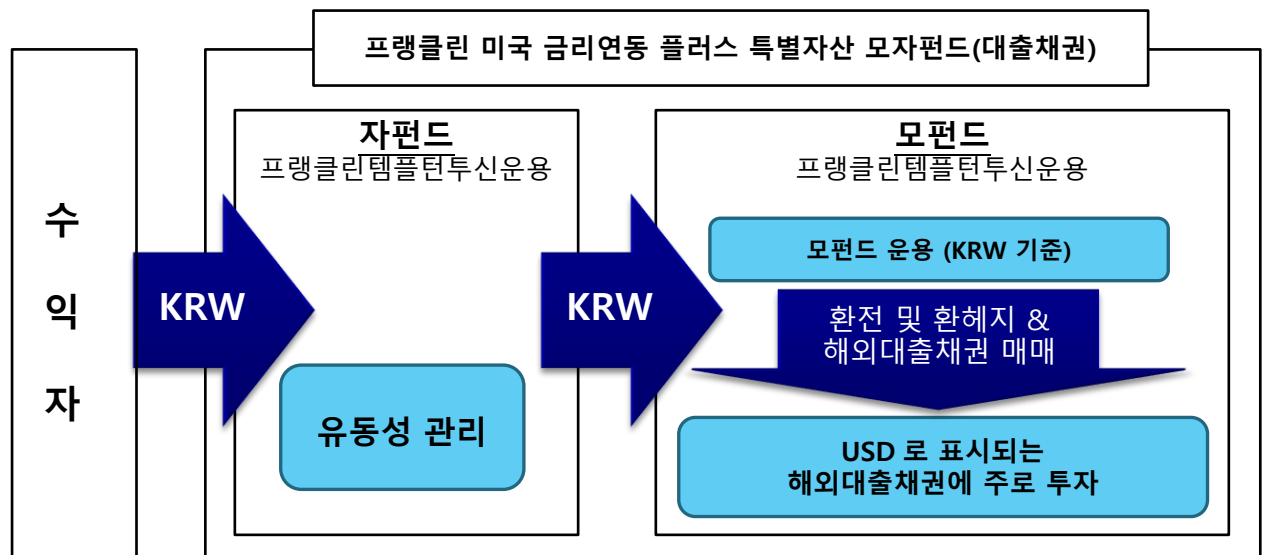 프랭클린 미국 금리연동 플러스 특별자산 모자펀드(대출채권)
수
익
자
KRW
자펀드
프랭클린템플턴투신운용
유동성 관리
KRW
모펀드
프랭클린템플턴투신운용
모펀드 운용 (KRW 기준)
환전 및 환헤지 &
해외대출채권 매매
USD 로 표시되는
해외대출채권에 주로 투자